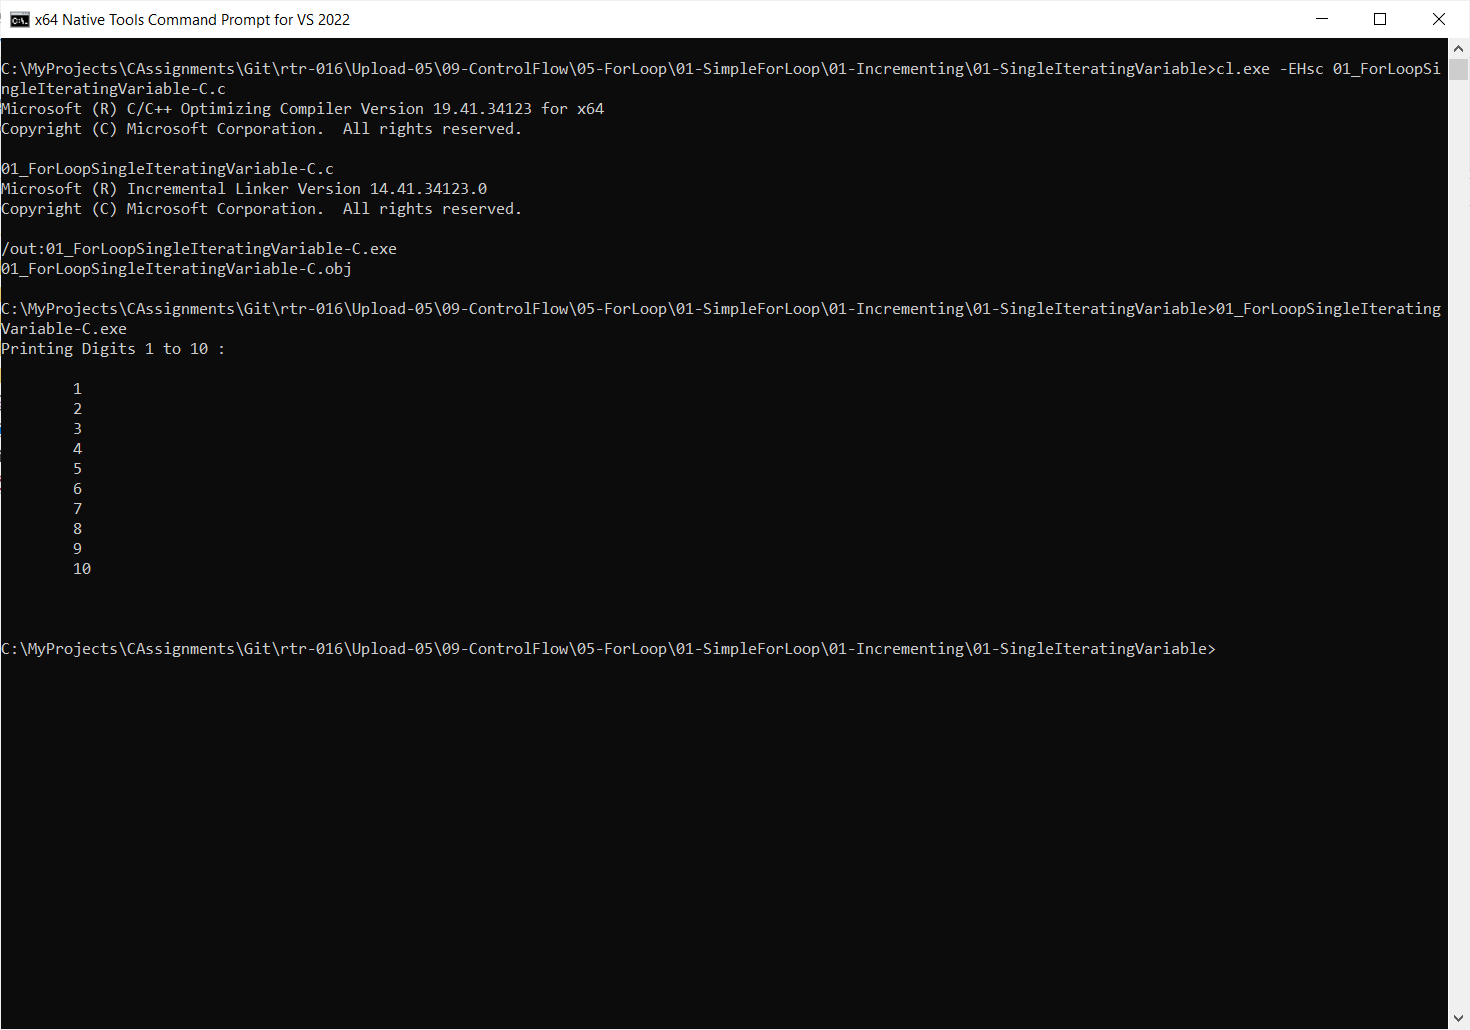 x64 Native Tools Command Prompt for VS 2022
C:\MyProjects\CAssignments\Git\rtr-016\Upload-05\09-ControlFlow\05-ForLoop\01-SimpleForLoop\01-Incrementing\01-SingleIteratingVariable>cl.exe -EHsc 01_ForLoopSi
ngleIteratingVariable-C.c
Microsoft (R) C/C++ Optimizing Compiler Version 19.41.34123 for x64
Copyright (C) Microsoft Corporation.  All rights reserved.
01_ForLoopSingleIteratingVariable-C.c
Microsoft (R) Incremental Linker Version 14.41.34123.0
Copyright (C) Microsoft Corporation.  All rights reserved.
/out:01_ForLoopSingleIteratingVariable-C.exe
01_ForLoopSingleIteratingVariable-C.obj
C:\MyProjects\CAssignments\Git\rtr-016\Upload-05\09-ControlFlow\05-ForLoop\01-SimpleForLoop\01-Incrementing\01-SingleIteratingVariable>01_ForLoopSingleIterating
Variable-C.exe
Printing Digits 1 to 10 :
1
2
3
4
5
6
7
8
9
10
C:\MyProjects\CAssignments\Git\rtr-016\Upload-05\09-ControlFlow\05-ForLoop\01-SimpleForLoop\01-Incrementing\01-SingleIteratingVariable>